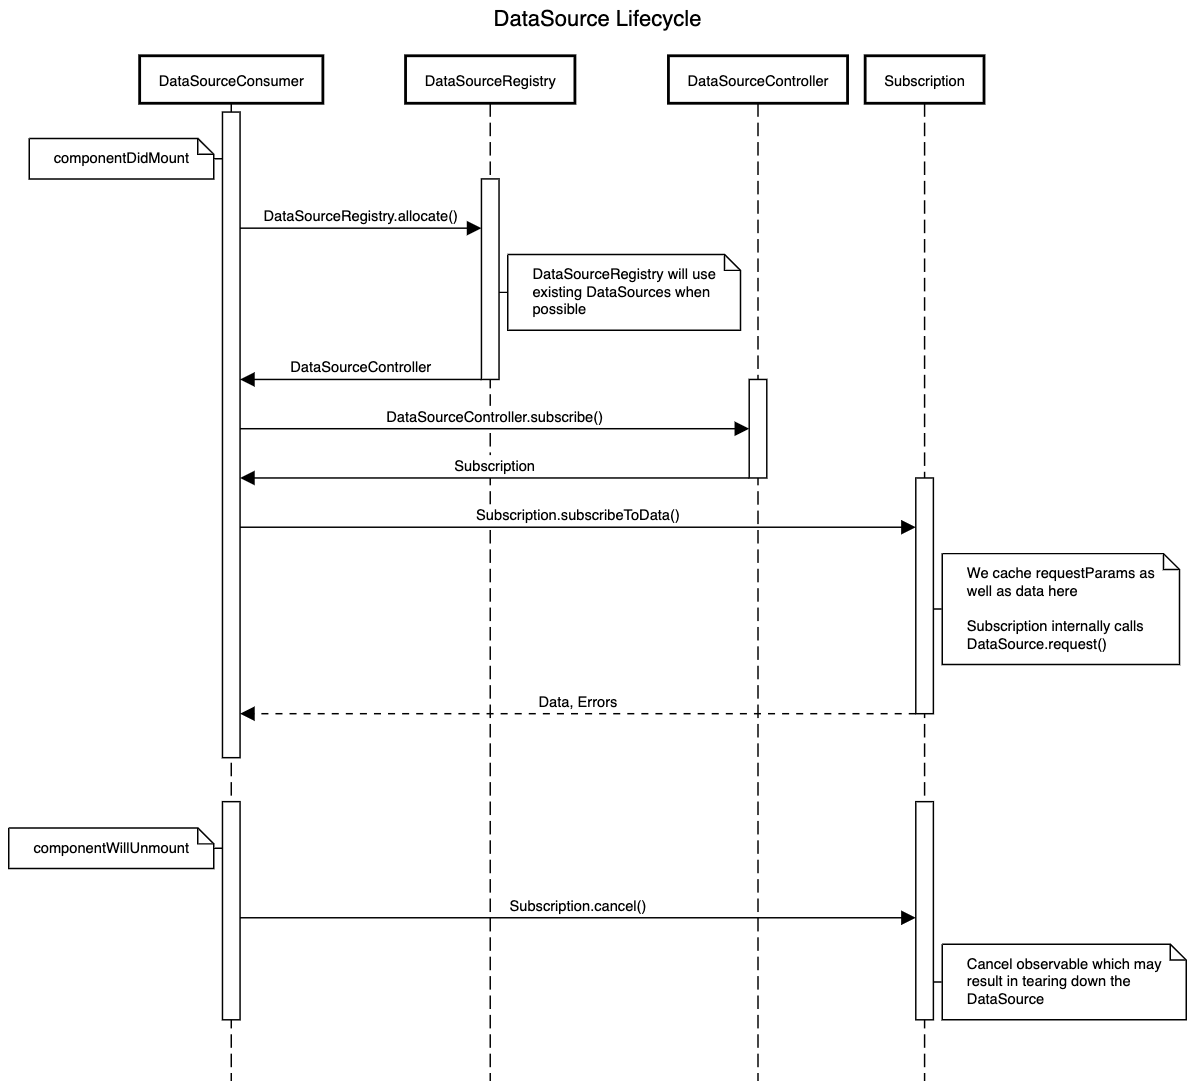 DataSource Lifecycle
DataSourceConsumer
DataSourceRegistry
DataSourceController
Subscription
componentDidMount
DataSourceRegistry.allocate()
DataSourceRegistry will use
existing DataSources when
possible
DataSourceController
DataSourceController.subscribe()
Subscription
Subscription.subscribeToData()
We cache requestParams as
well as data here
Subscription internally calls
DataSource.request()
Data, Errors
componentWillUnmount
Subscription.cancel()
Cancel observable which may
result in tearing down the
DataSource